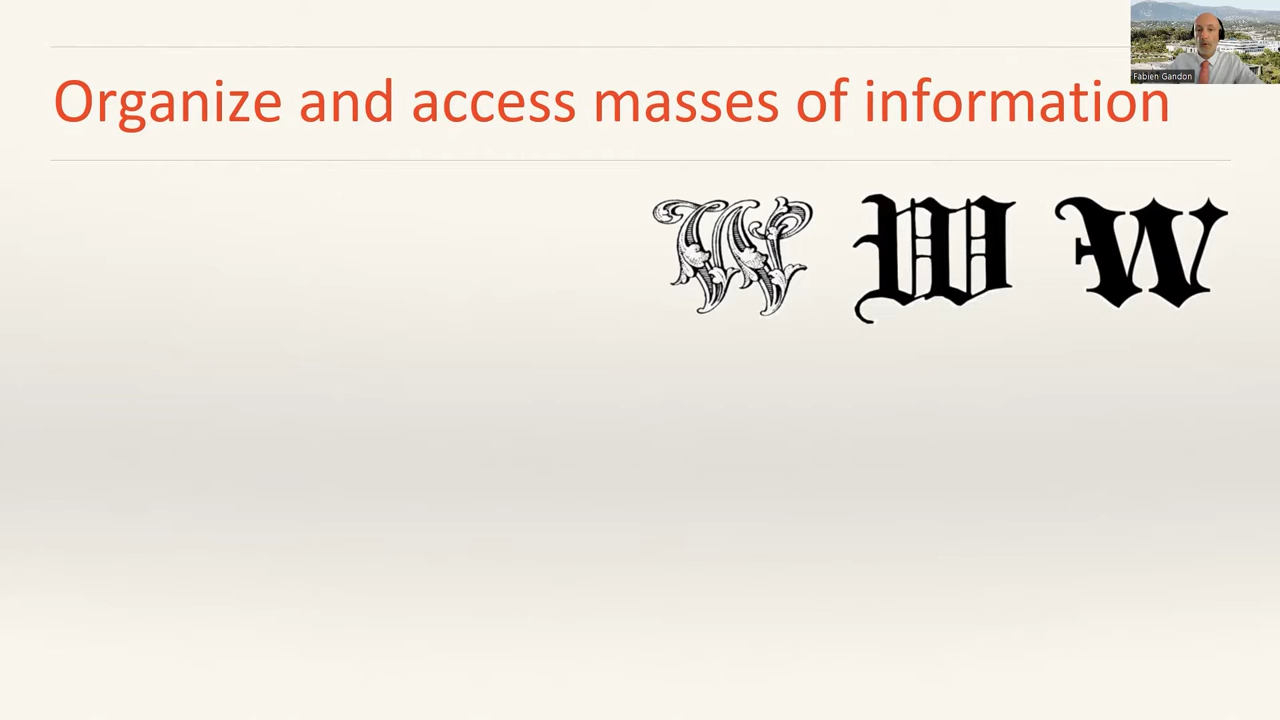 Fabien Gandon
Organize and access masses of information
W W W